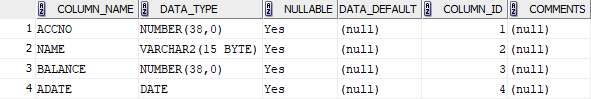 COLUMN_NAME DATA_TYPE NULLABLE DATA_DEFAULT COLUMN_ID COMMENTS
1 ACCNO NUMBER(38,0) Yes (null) 1 (null)
2 NAME VARCHAR2(15 BYTE) Yes (null) 2 (null)
3 BALANCE NUMBER(38,0) Yes (null) 3 (null)
4 ADATE DATE Yes (null) 4 (null)